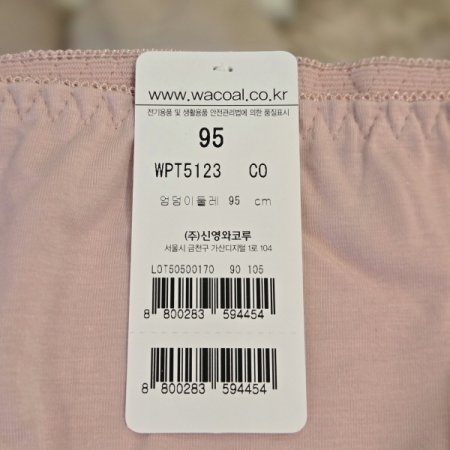 www.wacoal.co.kr
전기용품 및 생활용품 안전관리법에 의한 품질표시
95
WPT5123 CO
엉덩이둘레 95 cm
(주)신영와코루
서울시 금천구 가산디지털 1로 104
LOT50500170 90 105
8 800283 594454
8 800283 594454